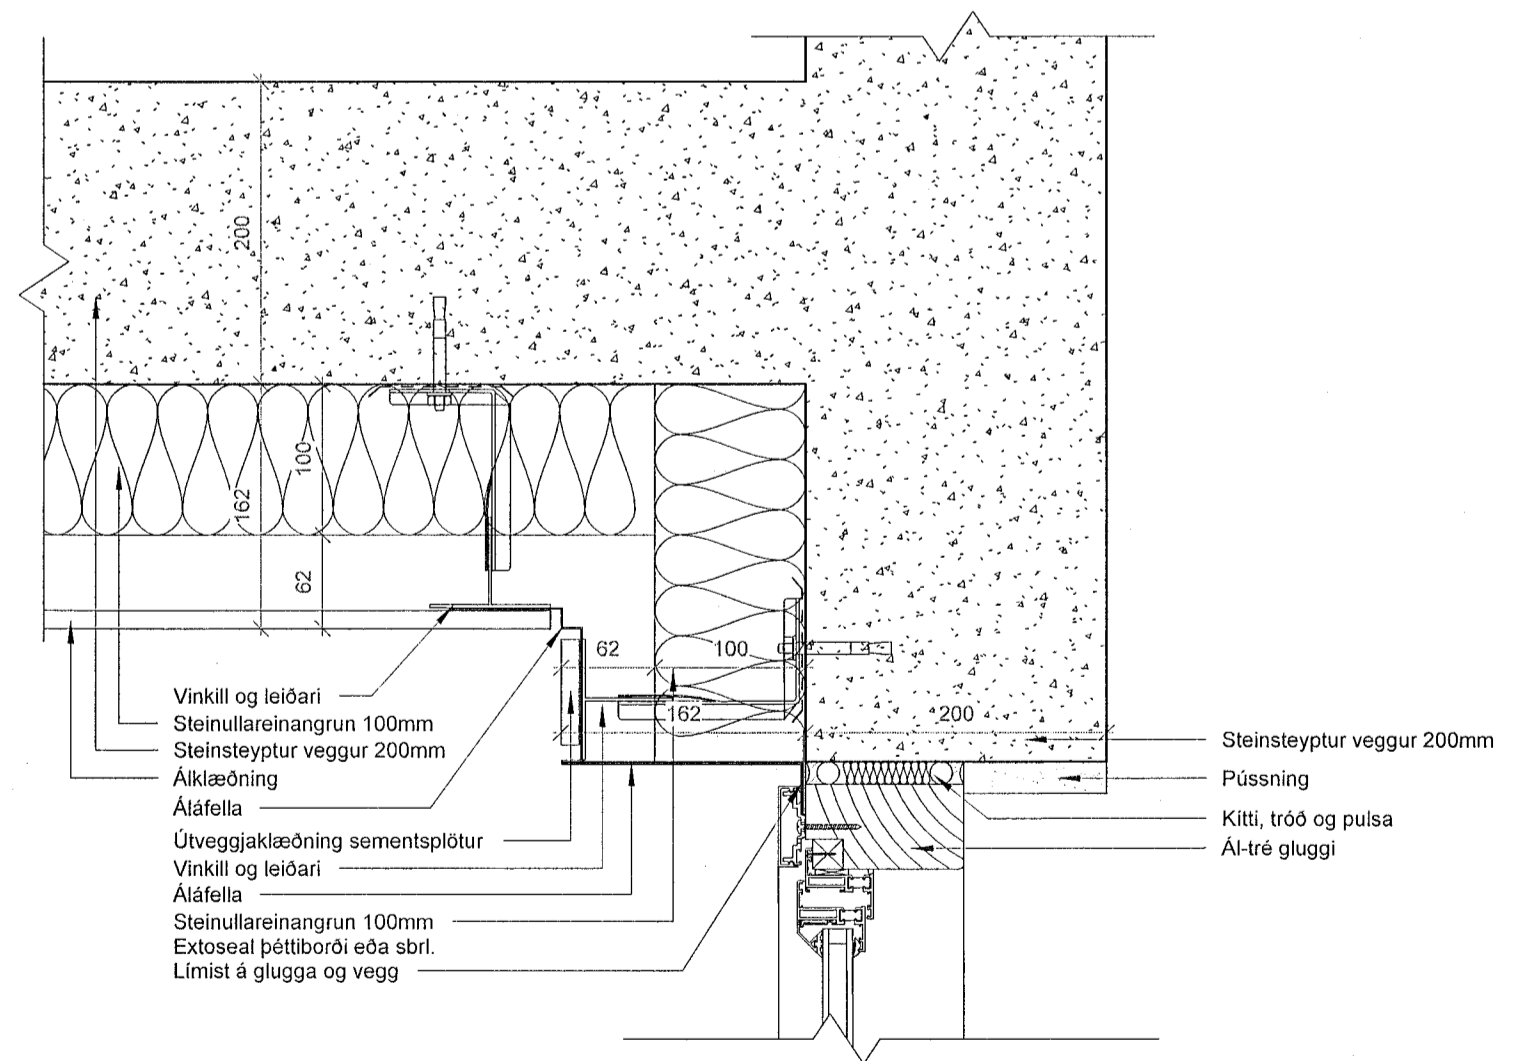 200
100
162
62
62
100
162
200
Vinkill og leiðari
Steinullareinangrun 100mm
Steinsteyptur veggur 200mm
Álklæðning
Áláfella
Útveggjaklæðning sementsplötur
Vinkill og leiðari
Áláfella
Steinullareinangrun 100mm
Extoseal þéttiborði eða sbrl.
Límist á glugga og vegg
Steinsteyptur veggur 200mm
Pússning
Kítti, tróð og pulsa
Ál-tré gluggi